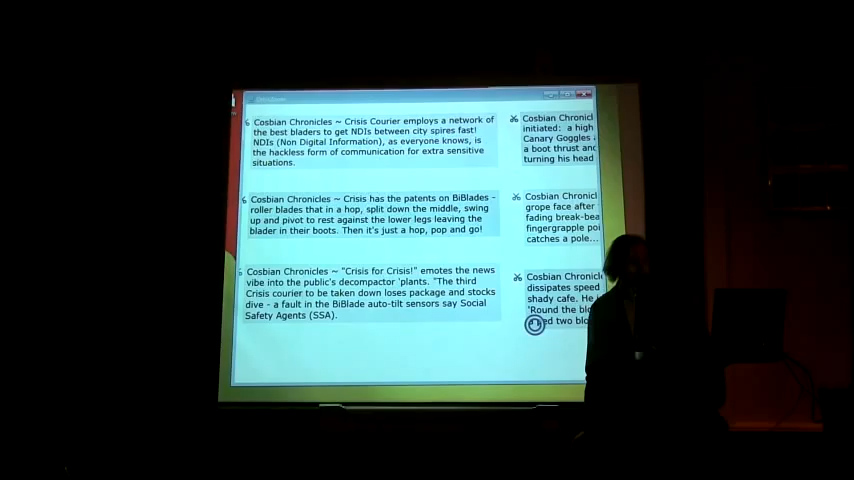 Cosbian Chronicles ~ Crisis Courier employs a network of
the best bladers to get NDIs between city spires fast!
NDIs (Non Digital Information), as everyone knows, is
the hackless form of communication for extra sensitive
situations.
Cosbian Chronicles ~ Crisis has the patents on BiBlades -
roller blades that in a hop, split down the middle, swing
up and pivot to rest against the lower legs leaving the
blader in their boots. Then it's just a hop, pop and go!
Cosbian Chronicles ~ "Crisis for Crisis!" emotes the news
vibe into the public's decompactor 'plants. "The third
Crisis courier to be taken down loses package and stocks
dive - a fault in the BiBlade auto-tilt sensors say Social
Safety Agents (SSA).
Cosbian Chronicl
initiated: a high
Canary Goggles
a boot thrust and
turning his head
Cosbian Chronicl
grope face after
fading break-bea
fingergrapple poi
catches a pole...
Cosbian Chronicl
dissipates speed
shady cafe. He
'Round the blo
ed two blo